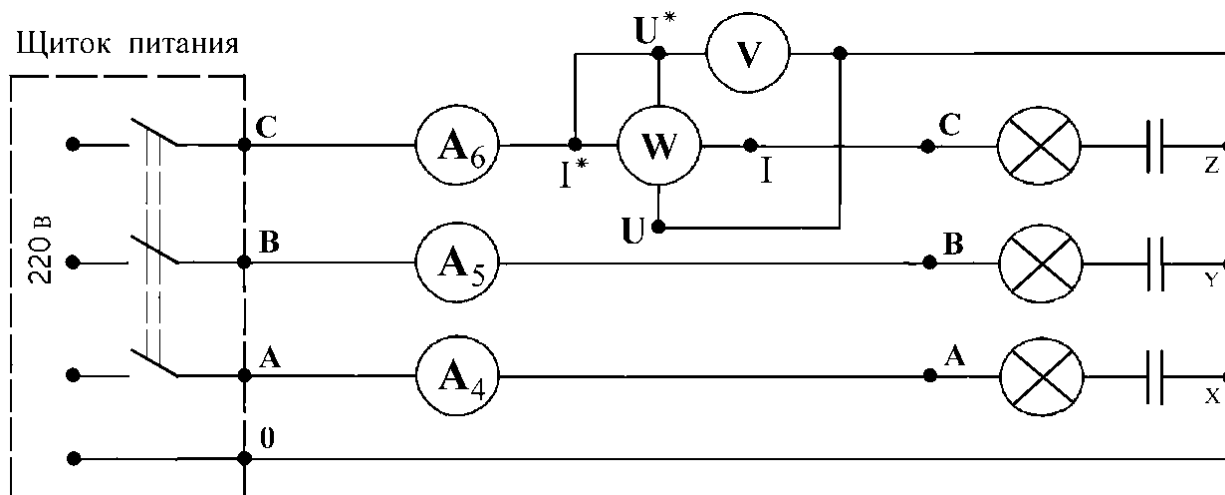 Щиток питания
U* V
C A6 I* W I C Z
U
220 В
B A5 B Y
A A4 A X
0